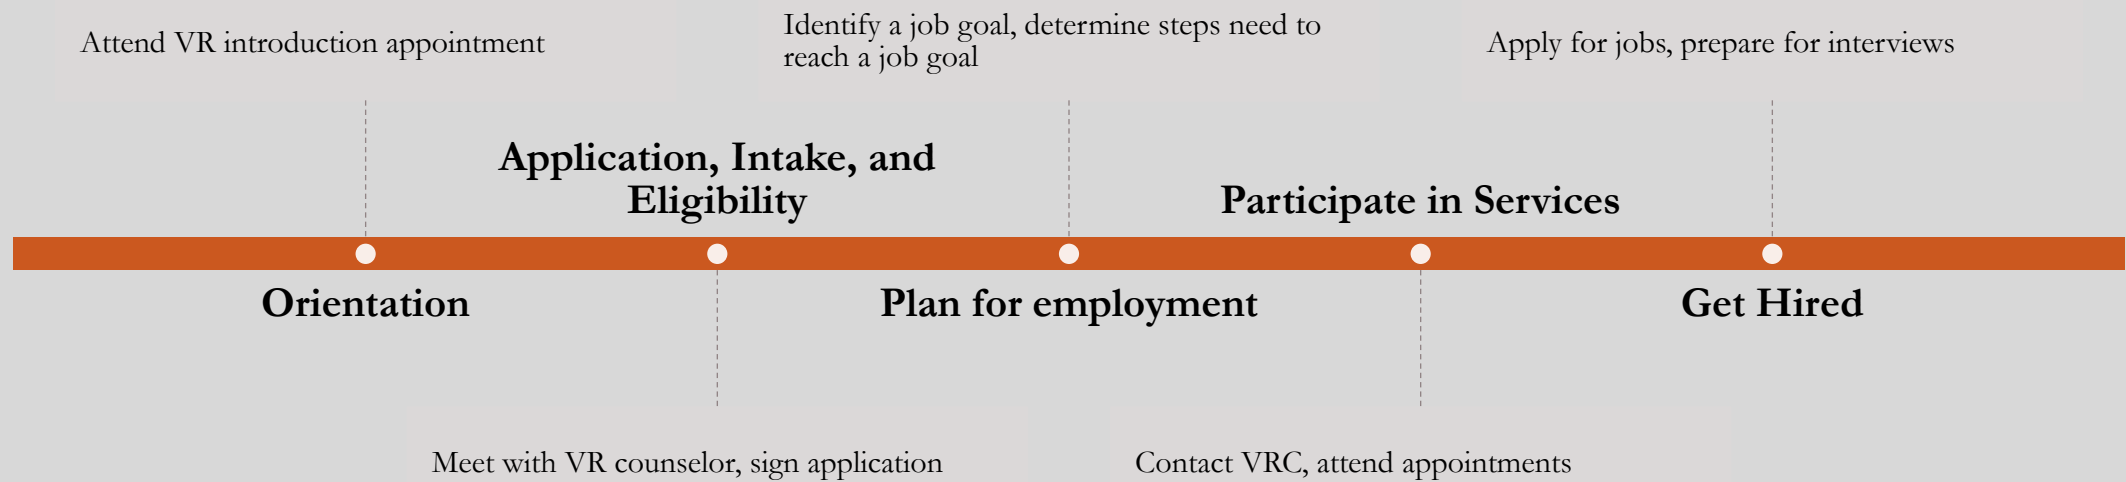 Attend VR introduction appointment
Identify a job goal, determine steps need to
reach a job goal
Apply for jobs, prepare for interviews
Application, Intake, and
Eligibility
Participate in Services
Orientation
Plan for employment
Get Hired
Meet with VR counselor, sign application
Contact VRC, attend appointments